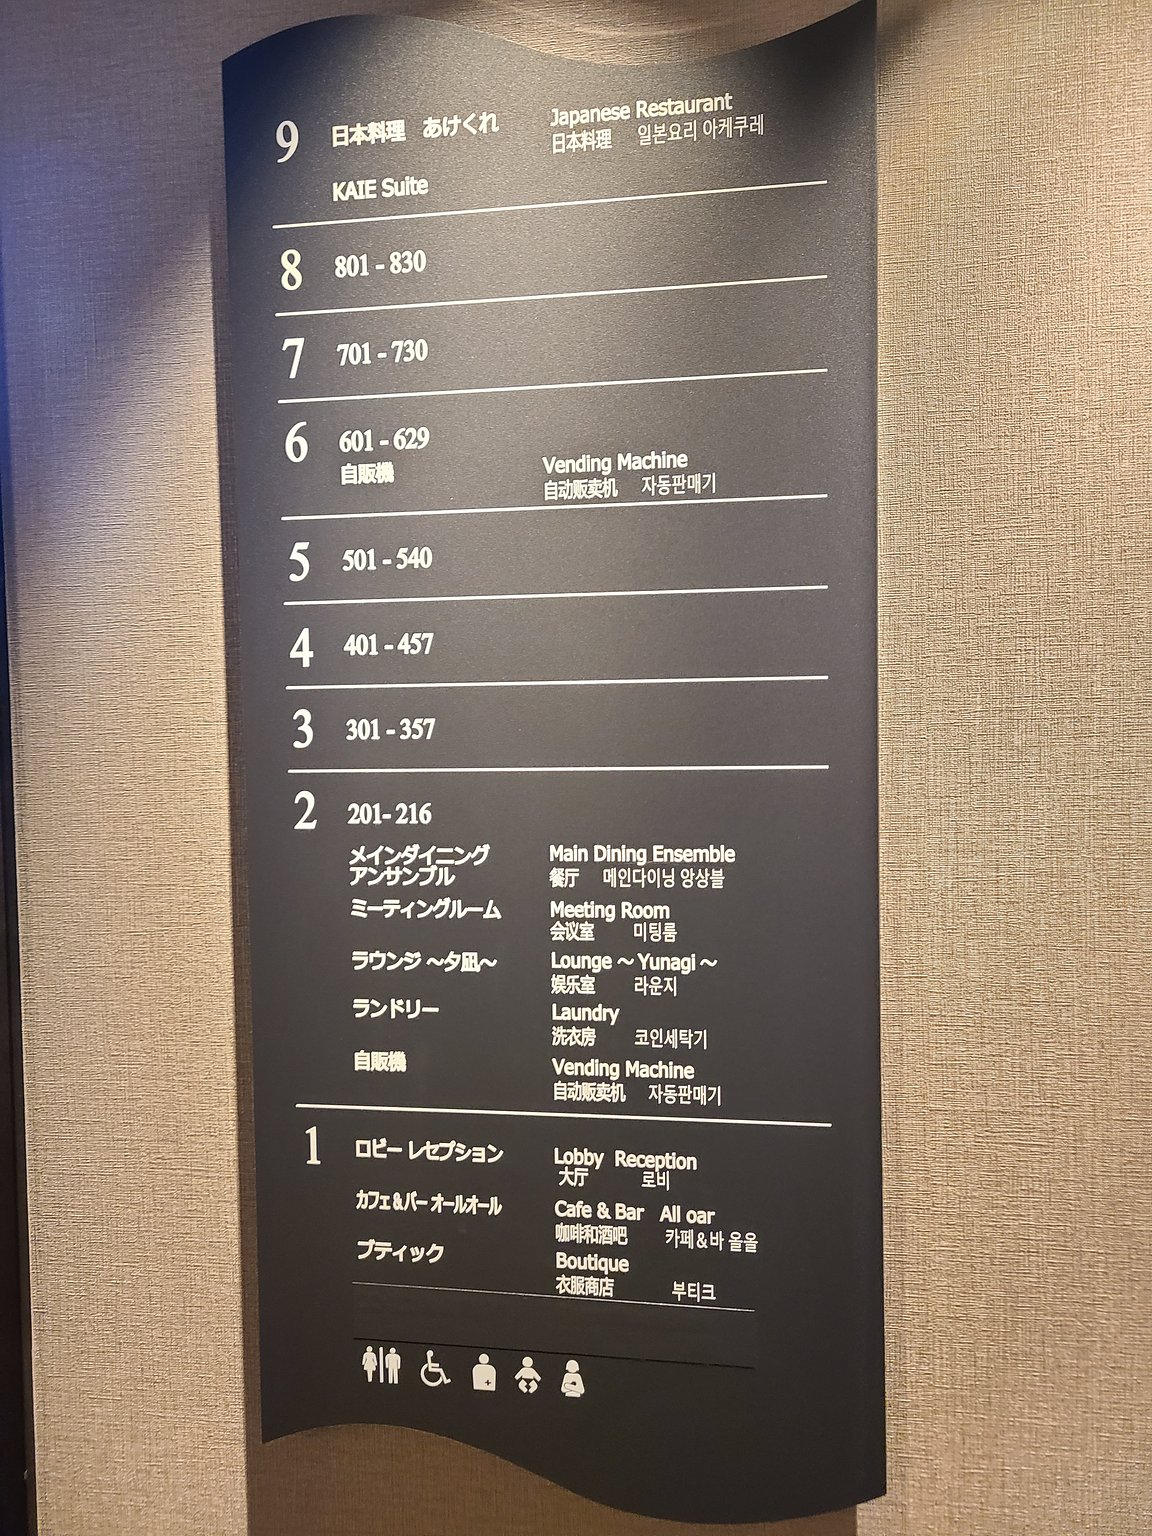 9 日本料理 あけくれ Japanese Restaurant
日本料理 일본요리 아케쿠레
KAIE Suite
8 801 - 830
7 701 - 730
6 601 - 629
自販機 Vending Machine
自动贩卖机 자동판매기
5 501 - 540
4 401 - 457
3 301 - 357
2 201- 216
メインダイニング Main Dining Ensemble
アンサンブル 餐厅 메인다이닝 앙상블
ミーティングルーム Meeting Room
会议室 미팅룸
ラウンジ ～夕凪～ Lounge ～ Yunagi ～
娱乐室 라운지
ランドリー Laundry
洗衣房 코인세탁기
自販機 Vending Machine
自动贩卖机 자동판매기
1 ロビー レセプション Lobby Reception
大厅 로비
カフェ&バー オールオール Cafe & Bar All oar
咖啡和酒吧 카페&바 올올
ブティック Boutique
衣服商店 부티크